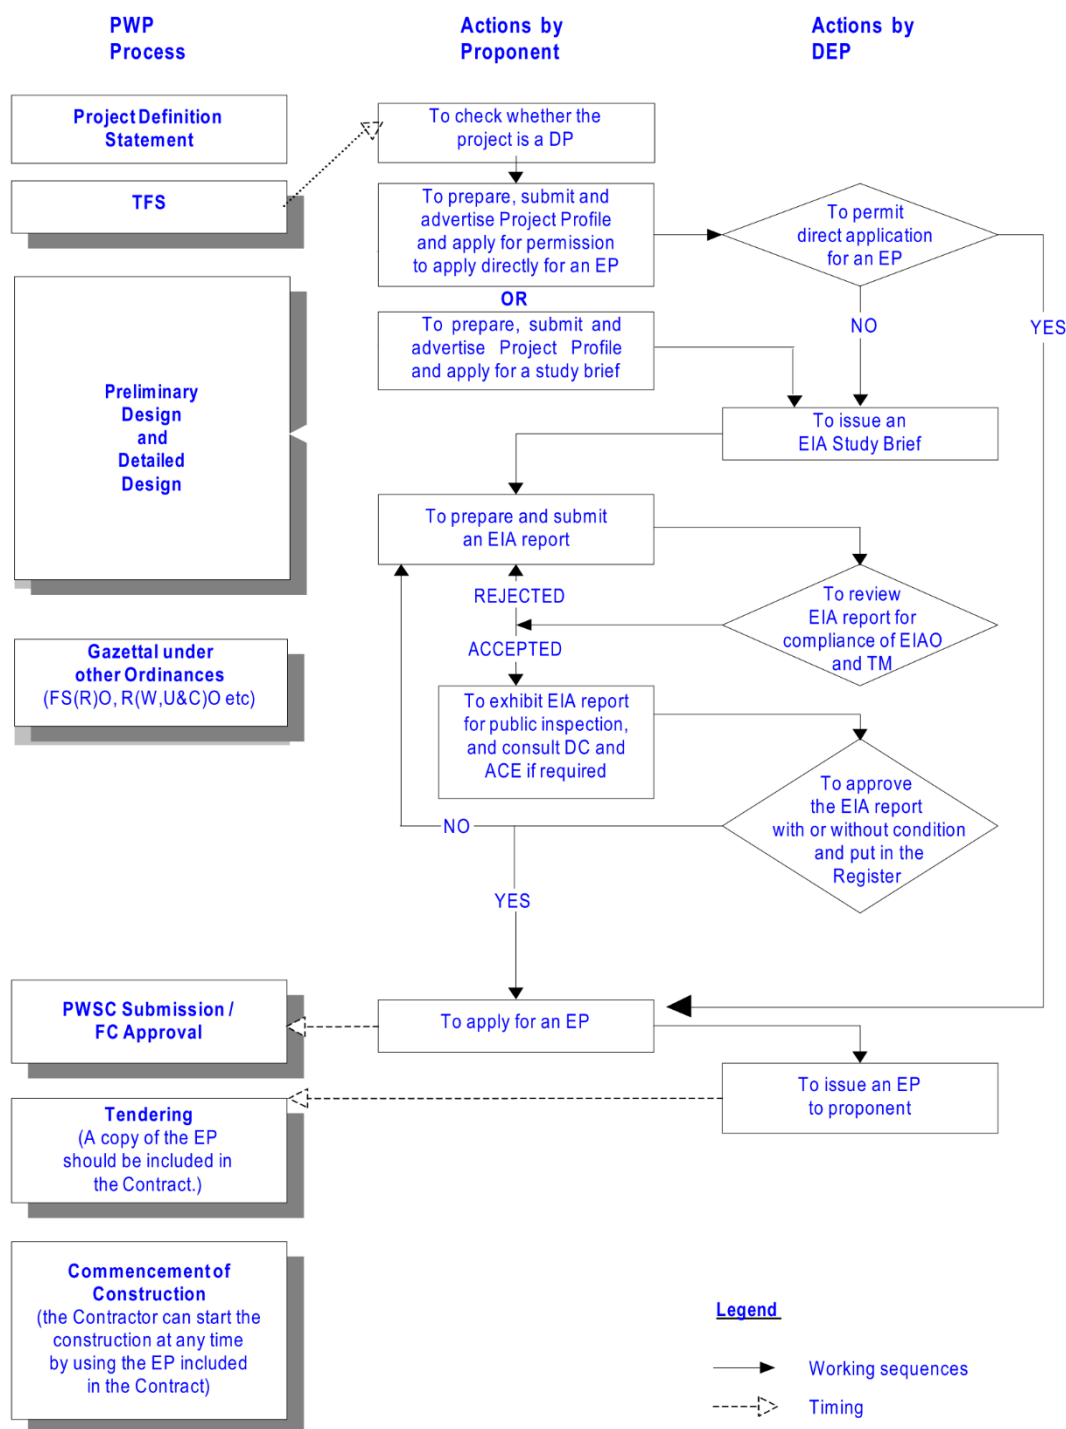 PWP
Process
Actions by
Proponent
Actions by
DEP
Project Definition
Statement
TFS
Preliminary
Design
and
Detailed
Design
Gazettal under
other Ordinances
(FS(R)O, R(W,U&C)O etc)
PWSC Submission /
FC Approval
Tendering
(A copy of the EP
should be included in
the Contract.)
Commencement of
Construction
(the Contractor can start the
construction at any time
by using the EP included
in the Contract)
To check whether the
project is a DP
To prepare, submit and
advertise Project Profile
and apply for permission
to apply directly for an EP
OR
To prepare, submit and
advertise Project Profile
and apply for a study brief
To permit
direct application
for an EP
NO
YES
To issue an
EIA Study Brief
To prepare and submit
an EIA report
REJECTED
ACCEPTED
To review
EIA report for
compliance of EIAO
and TM
To exhibit EIA report
for public inspection,
and consult DC and
ACE if required
To approve
the EIA report
with or without condition
and put in the
Register
NO
YES
To apply for an EP
To issue an EP
to proponent
Legend
Working sequences
Timing